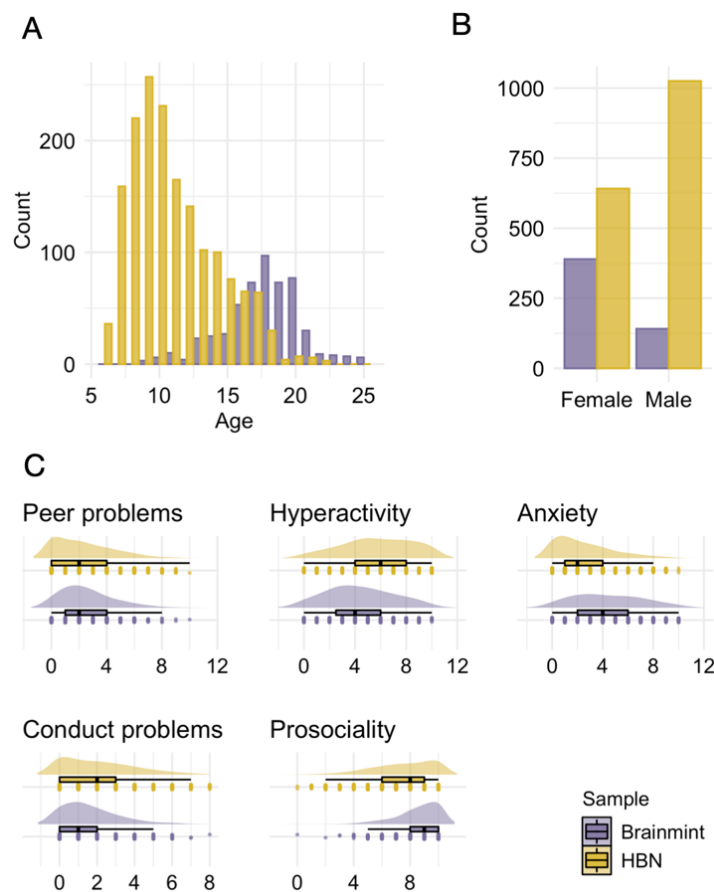 A
Count
200
100
0
5 10 15 20 25
Age
B
Count
1000
750
500
250
0
Female Male
C
Peer problems
0 4 8 12
Hyperactivity
0 4 8 12
Anxiety
0 4 8 12
Conduct problems
0 2 4 6 8
Prosociality
0 4 8
Sample
Brainmint
HBN